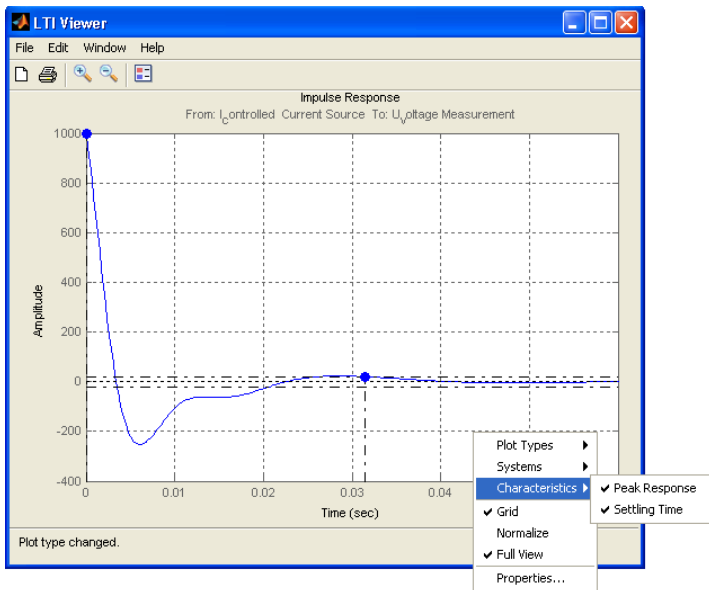 LTI Viewer
File Edit Window Help
Impulse Response
From: I_controlled Current Source To: U_voltage Measurement
1000
800
600
400
200
0
-200
-400
Amplitude
0 0.01 0.02 0.03 0.04
Time (sec)
Plot Types
Systems
Characteristics
Grid
Normalize
Full View
Properties...
Peak Response
Settling Time
Plot type changed.